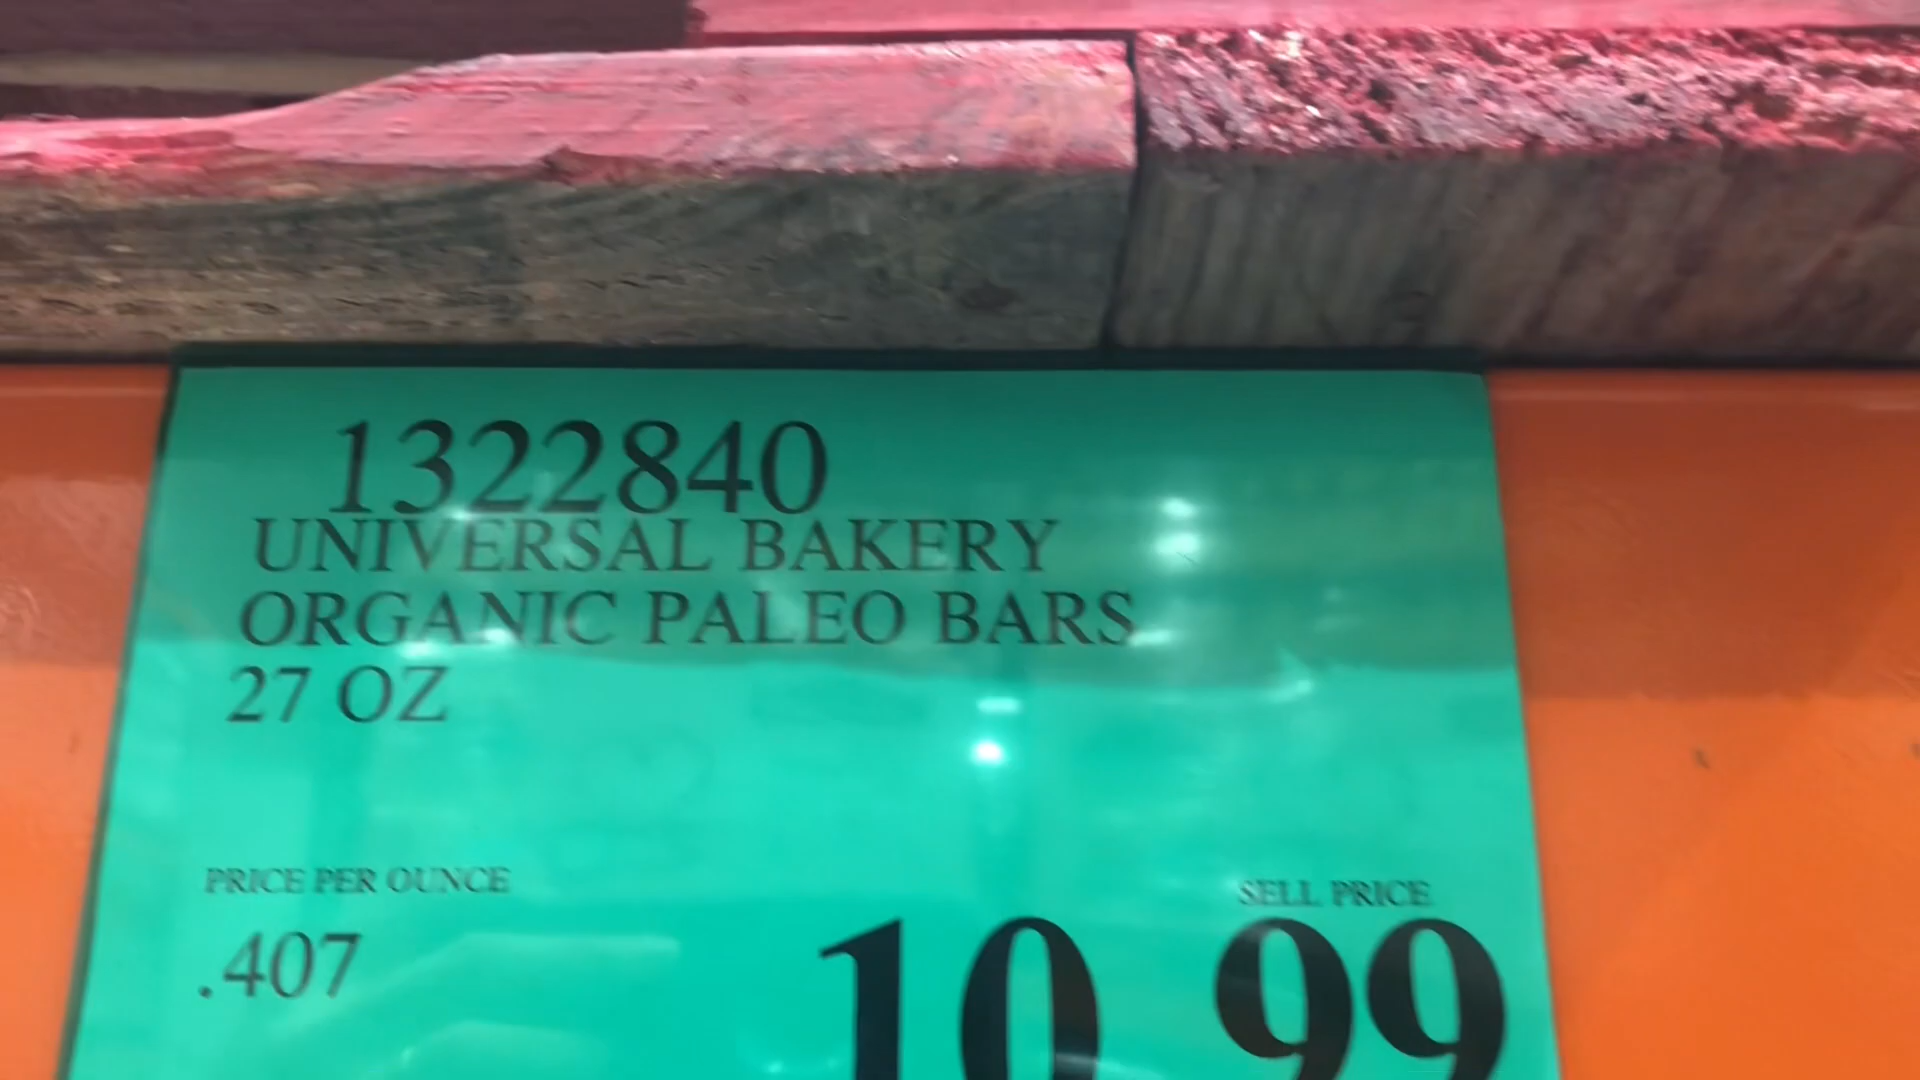 1322840
UNIVERSAL BAKERY
ORGANIC PALEO BARS
27 OZ
PRICE PER OUNCE
SELL PRICE
.407
10 99